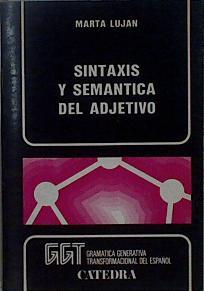 MARTA LUJAN
SINTAXIS
Y SEMANTICA
DEL ADJETIVO
GGT GRAMATICA GENERATIVA
TRANSFORMACIONAL DEL ESPAÑOL
CATEDRA